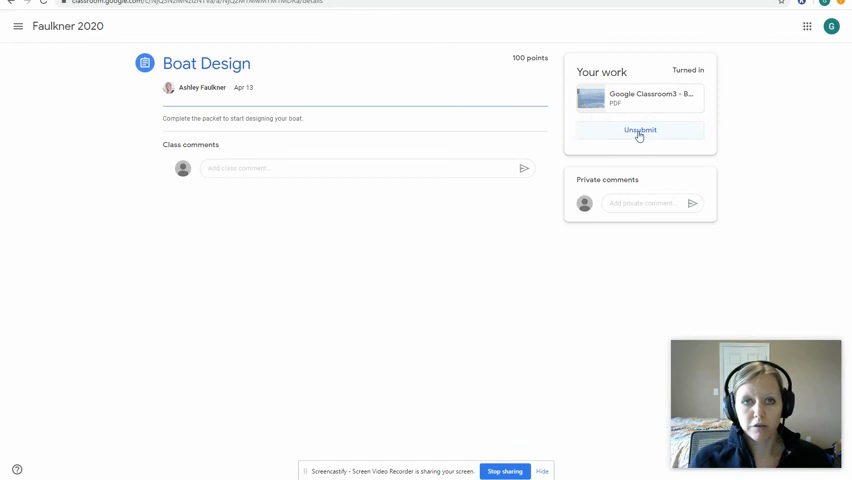 Faulkner 2020
G
Boat Design
100 points
Ashley Faulkner Apr 13
Complete the packet to start designing your boat.
Class comments
Add class comment...
Your work
Turned in
Google Classroom3 - B...
PDF
Unsubmit
Private comments
Add private comment...
Screencastify - Screen Video Recorder is sharing your screen.
Stop sharing
Hide